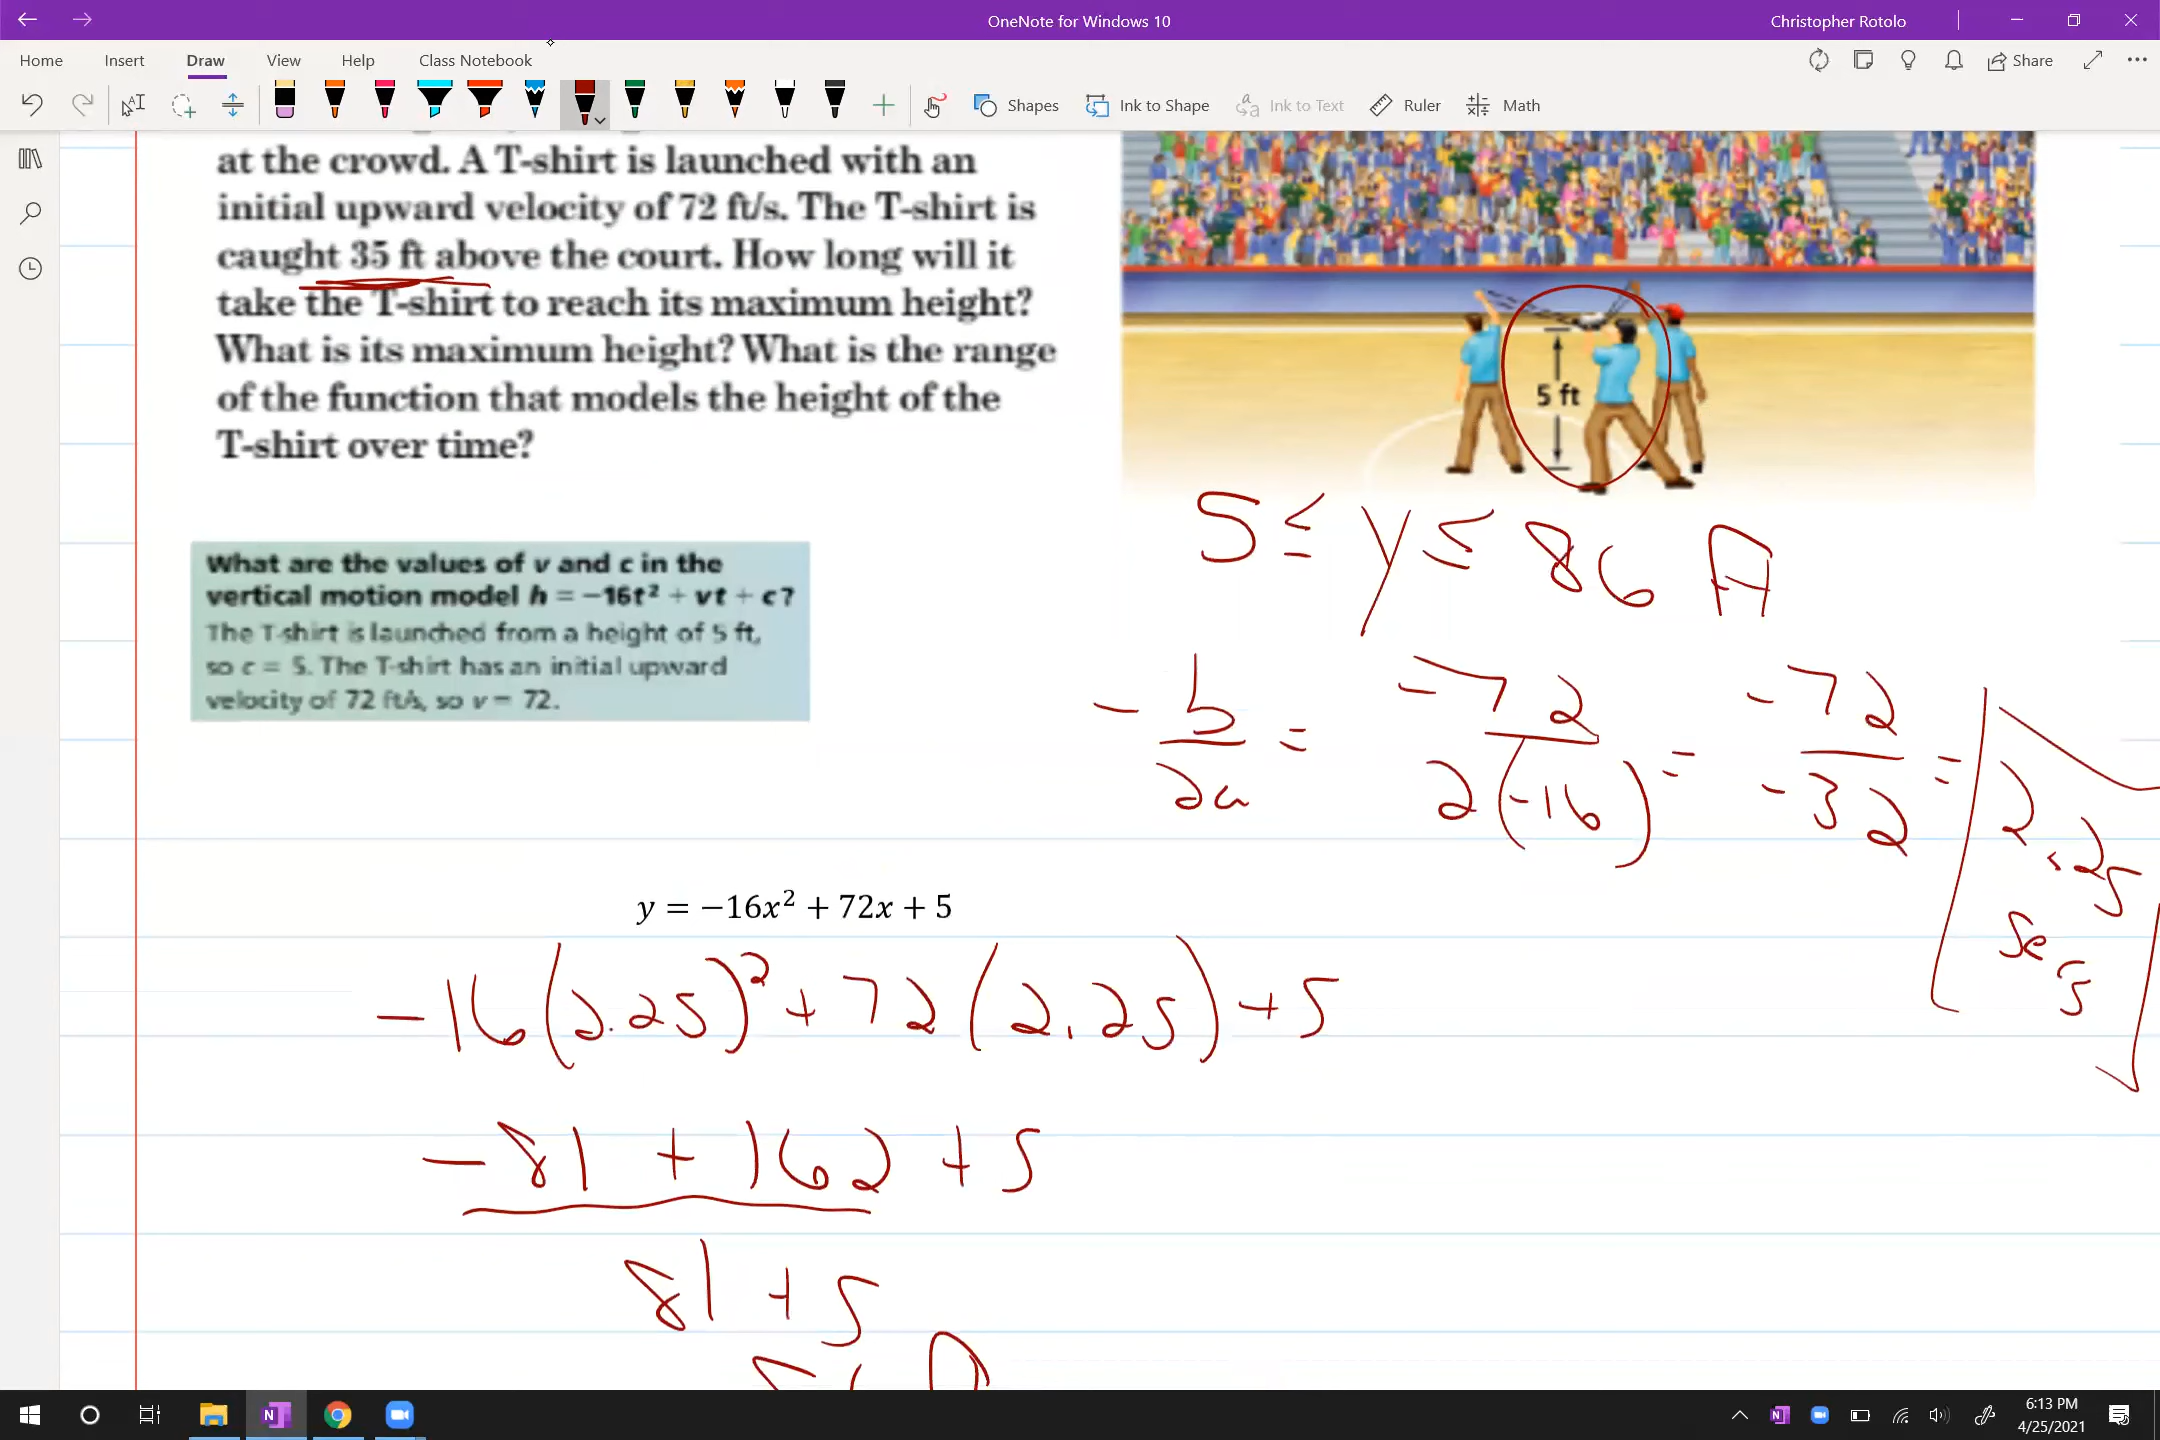 OneNote for Windows 10
Christopher Rotolo
Home Insert Draw View Help Class Notebook
Share
Shapes Ink to Shape Ink to Text Ruler Math
at the crowd. A T-shirt is launched with an
initial upward velocity of 72 ft/s. The T-shirt is
caught 35 ft above the court. How long will it
take the T-shirt to reach its maximum height?
What is its maximum height? What is the range
of the function that models the height of the
T-shirt over time?
5 ft
5 ≤ y ≤ 86 ft
What are the values of v and c in the
vertical motion model h = −16t² + vt + c?
The T-shirt is launched from a height of 5 ft,
so c = 5. The T-shirt has an initial upward
velocity of 72 ft/s, so v = 72.
- b/2a = -72/2(-16) = -72/-32 = 2.25
secs
y = −16x² + 72x + 5
-16(2.25)² + 72(2.25) + 5
-81 + 162 + 5
81 + 5
6:13 PM
4/25/2021